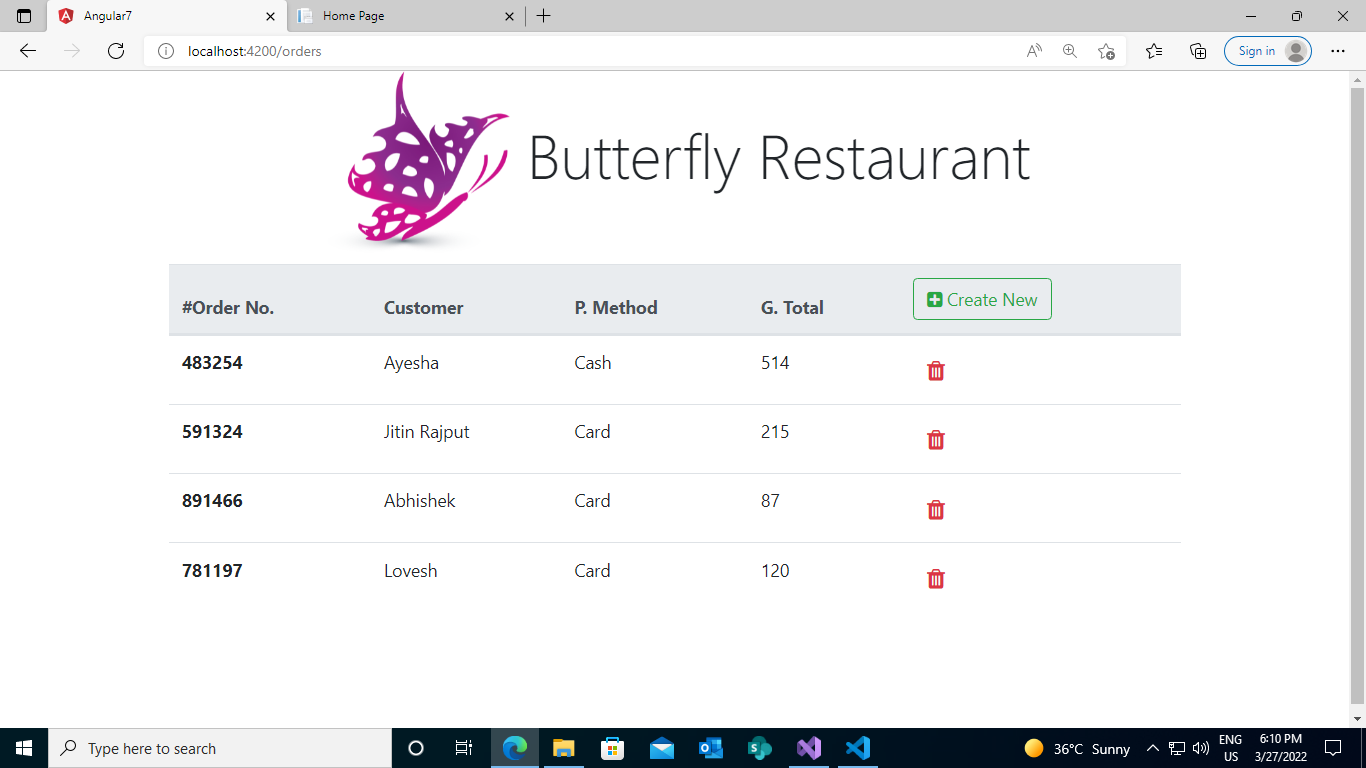 Angular7
Home Page
localhost:4200/orders
Sign in
Butterfly Restaurant
#Order No. Customer P. Method G. Total Create New
483254 Ayesha Cash 514
591324 Jitin Rajput Card 215
891466 Abhishek Card 87
781197 Lovesh Card 120
Type here to search
36°C Sunny
ENG
US
6:10 PM
3/27/2022